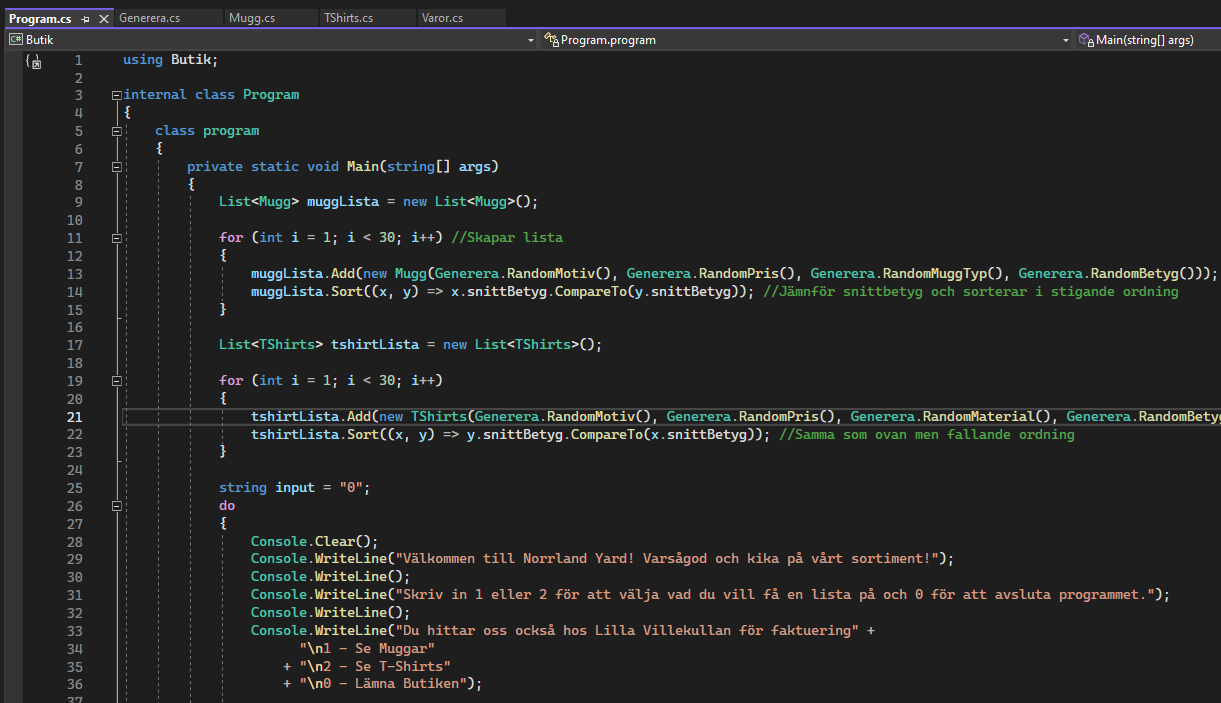 Program.cs Generera.cs Mugg.cs TShirts.cs Varor.cs
C# Butik Program.program Main(string[] args)
1 using Butik;
2
3 internal class Program
4 {
5 class program
6 {
7 private static void Main(string[] args)
8 {
9 List<Mugg> muggLista = new List<Mugg>();
10
11 for (int i = 1; i < 30; i++) //Skapar lista
12 {
13 muggLista.Add(new Mugg(Generera.RandomMotiv(), Generera.RandomPris(), Generera.RandomMuggTyp(), Generera.RandomBetyg()));
14 muggLista.Sort((x, y) => x.snittBetyg.CompareTo(y.snittBetyg)); //Jämnför snittbetyg och sorterar i stigande ordning
15 }
16
17 List<TShirts> tshirtLista = new List<TShirts>();
18
19 for (int i = 1; i < 30; i++)
20 {
21 tshirtLista.Add(new TShirts(Generera.RandomMotiv(), Generera.RandomPris(), Generera.RandomMaterial(), Generera.RandomBetyg
22 tshirtLista.Sort((x, y) => y.snittBetyg.CompareTo(x.snittBetyg)); //Samma som ovan men fallande ordning
23 }
24
25 string input = "0";
26 do
27 {
28 Console.Clear();
29 Console.WriteLine("Välkommen till Norrland Yard! Varsågod och kika på vårt sortiment!");
30 Console.WriteLine();
31 Console.WriteLine("Skriv in 1 eller 2 för att välja vad du vill få en lista på och 0 för att avsluta programmet.");
32 Console.WriteLine();
33 Console.WriteLine("Du hittar oss också hos Lilla Villekullan för faktuering" +
34 "\n1 - Se Muggar"
35 + "\n2 - Se T-Shirts"
36 + "\n0 - Lämna Butiken");
37